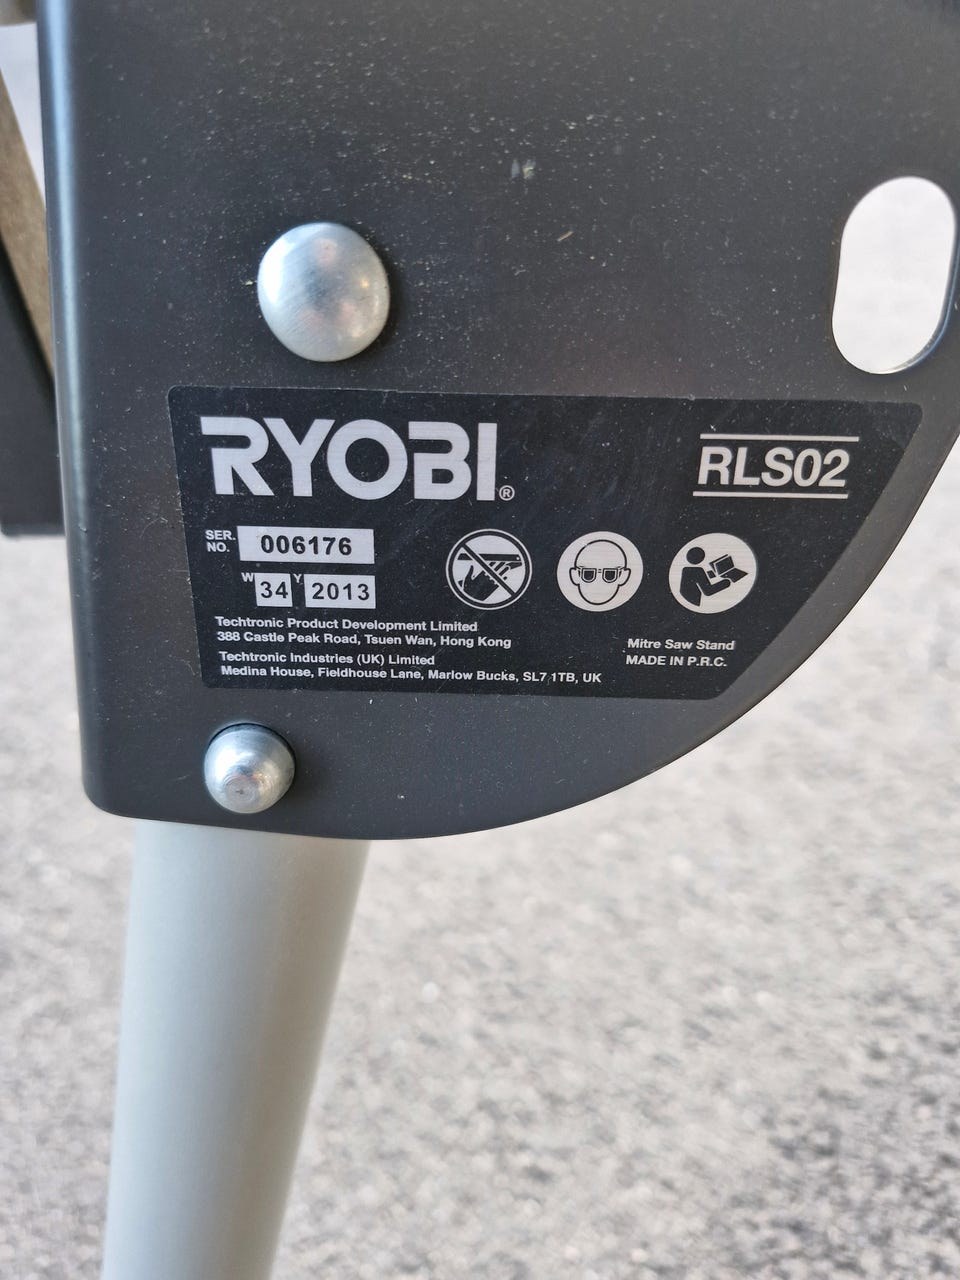 RYOBI®
RLS02
SER. NO. 006176
W 34 Y 2013
Techtronic Product Development Limited
388 Castle Peak Road, Tsuen Wan, Hong Kong
Techtronic Industries (UK) Limited
Medina House, Fieldhouse Lane, Marlow Bucks, SL7 1TB, UK
Mitre Saw Stand
MADE IN P.R.C.